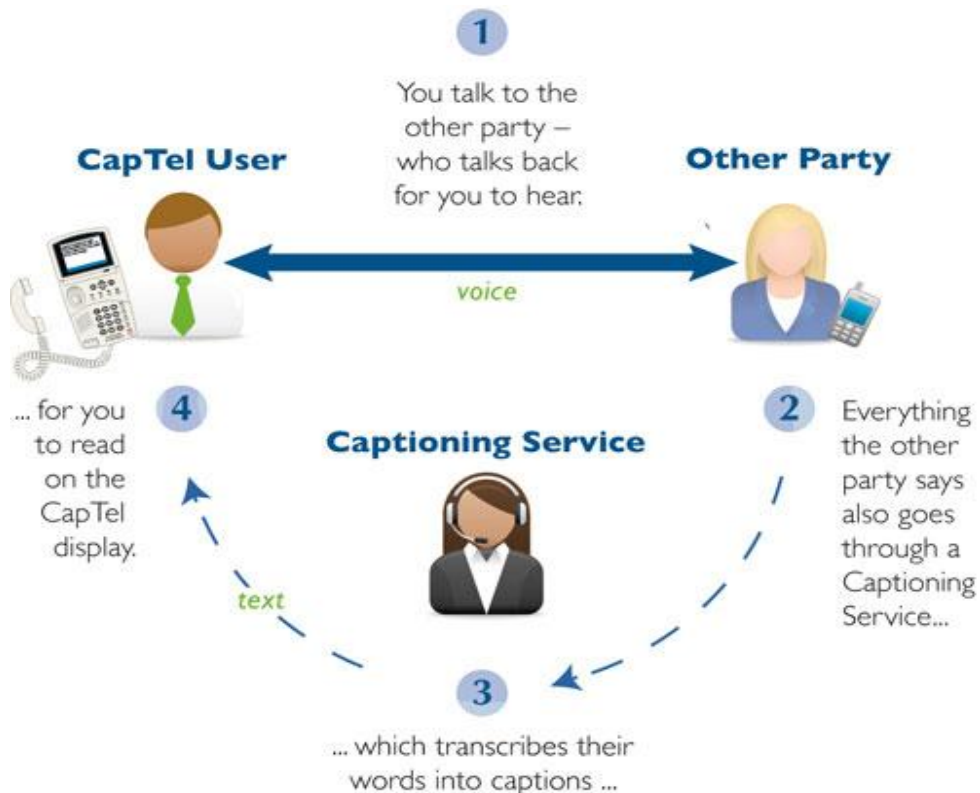 1
You talk to the
other party –
who talks back
for you to hear.
CapTel User
Other Party
voice
4
... for you
to read
on the
CapTel
display.
Captioning Service
2
Everything
the other
party says
also goes
through a
Captioning
Service...
text
3
... which transcribes their
words into captions ...